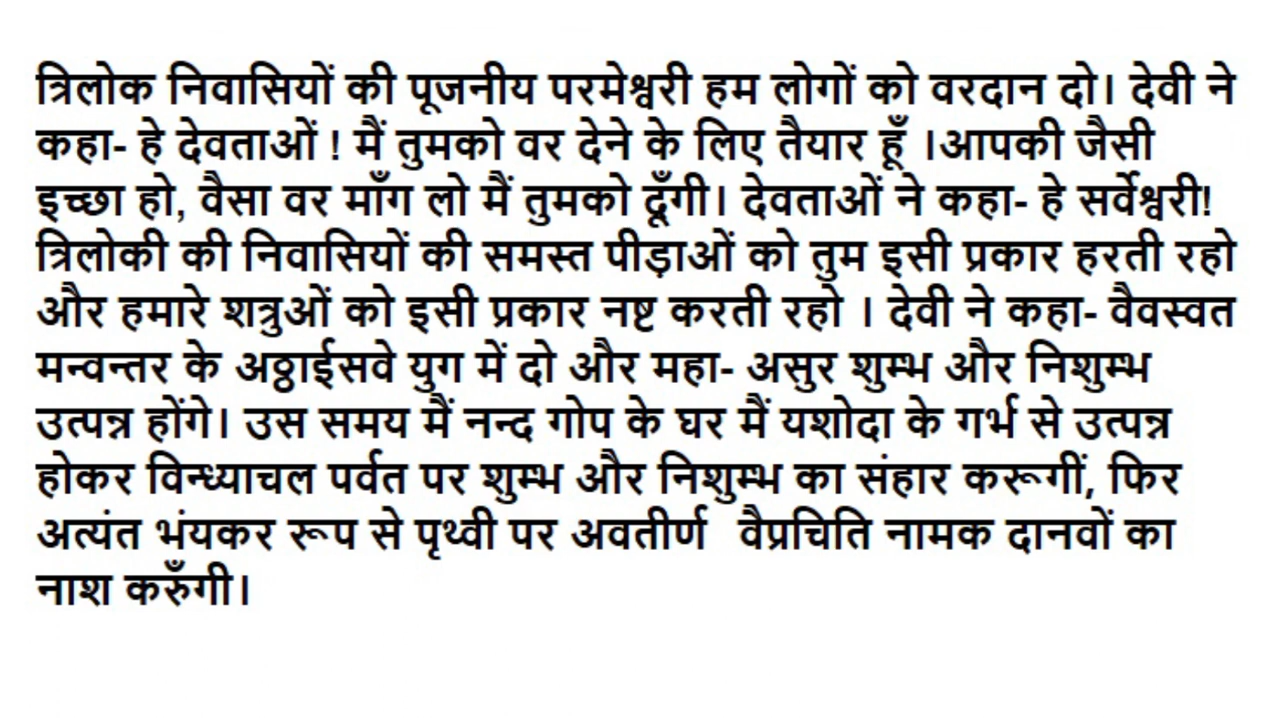 त्रिलोक निवासियों की पूजनीय परमेश्वरी हम लोगों को वरदान दो। देवी ने
कहा- हे देवताओं ! मैं तुमको वर देने के लिए तैयार हूँ ।आपकी जैसी
इच्छा हो, वैसा वर माँग लो मैं तुमको दूँगी। देवताओं ने कहा- हे सर्वेश्वरी!
त्रिलोकी की निवासियों की समस्त पीड़ाओं को तुम इसी प्रकार हरती रहो
और हमारे शत्रुओं को इसी प्रकार नष्ट करती रहो । देवी ने कहा- वैवस्वत
मन्वन्तर के अठ्ठाईसवे युग में दो और महा- असुर शुम्भ और निशुम्भ
उत्पन्न होंगे। उस समय मैं नन्द गोप के घर मैं यशोदा के गर्भ से उत्पन्न
होकर विन्ध्याचल पर्वत पर शुम्भ और निशुम्भ का संहार करूगीं, फिर
अत्यंत भंयकर रूप से पृथ्वी पर अवतीर्ण वैप्रचिति नामक दानवों का
नाश करुँगी।